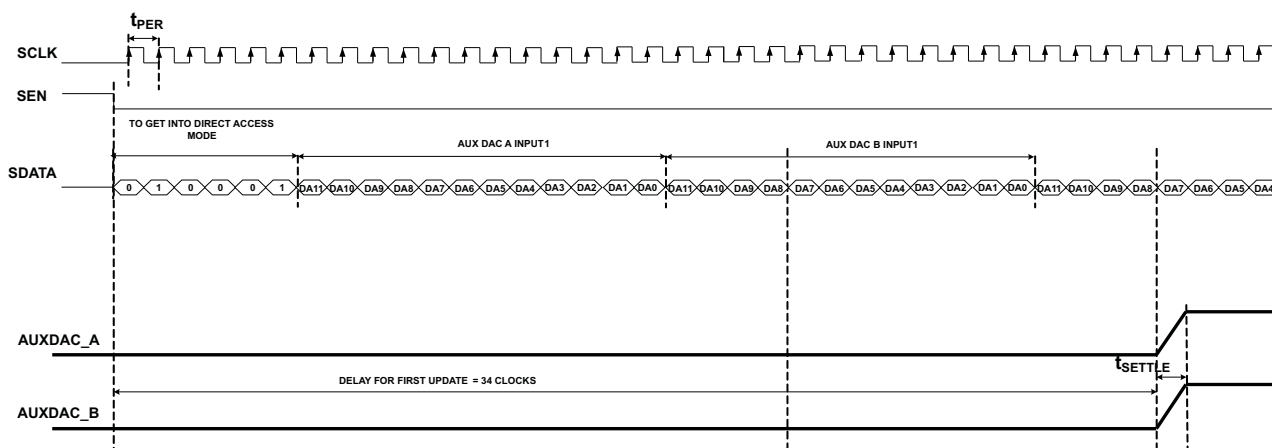 tPER
SCLK
SEN
TO GET INTO DIRECT ACCESS
MODE
AUX DAC A INPUT1
AUX DAC B INPUT1
SDATA
0 1 0 0 0 1 DA11 DA10 DA9 DA8 DA7 DA6 DA5 DA4 DA3 DA2 DA1 DA0 DA11 DA10 DA9 DA8 DA7 DA6 DA5 DA4 DA3 DA2 DA1 DA0 DA11 DA10 DA9 DA8 DA7 DA6 DA5 DA4
AUXDAC_A
tSETTLE
DELAY FOR FIRST UPDATE = 34 CLOCKS
AUXDAC_B